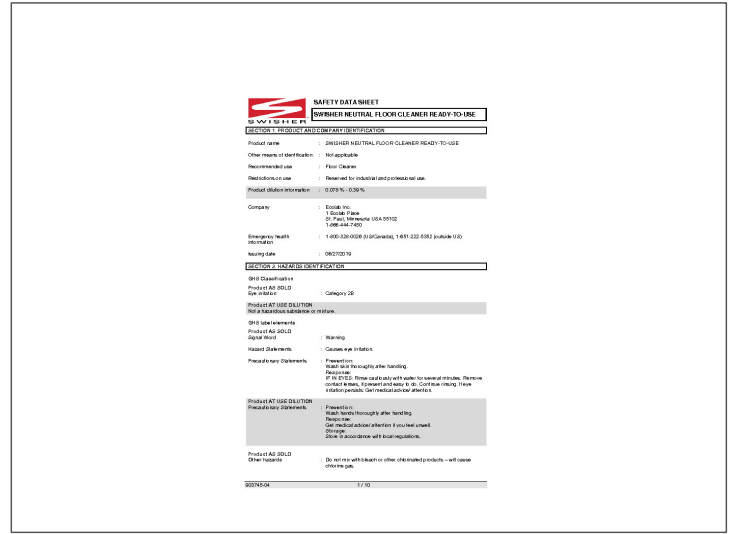 SWISHER
SAFETY DATA SHEET
SWISHER NEUTRAL FLOOR CLEANER READY-TO-USE
SECTION 1. PRODUCT AND COMPANY IDENTIFICATION
Product name : SWISHER NEUTRAL FLOOR CLEANER READY-TO-USE
Other means of identification : Not applicable
Recommended use : Floor Cleaner
Restrictions on use : Reserved for industrial and professional use.
Product dilution information : 0.078 % - 0.39 %
Company : Ecolab Inc.
1 Ecolab Place
St. Paul, Minnesota USA 55102
1-866-444-7450
Emergency health : 1-800-328-0026 (US/Canada), 1-651-222-5352 (outside US)
information
Issuing date : 06/27/2019
SECTION 2. HAZARDS IDENTIFICATION
GHS Classification
Product AS SOLD
Eye irritation : Category 2B
Product AT USE DILUTION
Not a hazardous substance or mixture.
GHS label elements
Product AS SOLD
Signal Word : Warning
Hazard Statements : Causes eye irritation.
Precautionary Statements : Prevention:
Wash skin thoroughly after handling.
Response:
IF IN EYES: Rinse cautiously with water for several minutes. Remove
contact lenses, if present and easy to do. Continue rinsing. If eye
irritation persists: Get medical advice/ attention.
Product AT USE DILUTION
Precautionary Statements : Prevention:
Wash hands thoroughly after handling.
Response:
Get medical advice/ attention if you feel unwell.
Storage:
Store in accordance with local regulations.
Product AS SOLD
Other hazards : Do not mix with bleach or other chlorinated products – will cause
chlorine gas.
903748-04 1 / 10